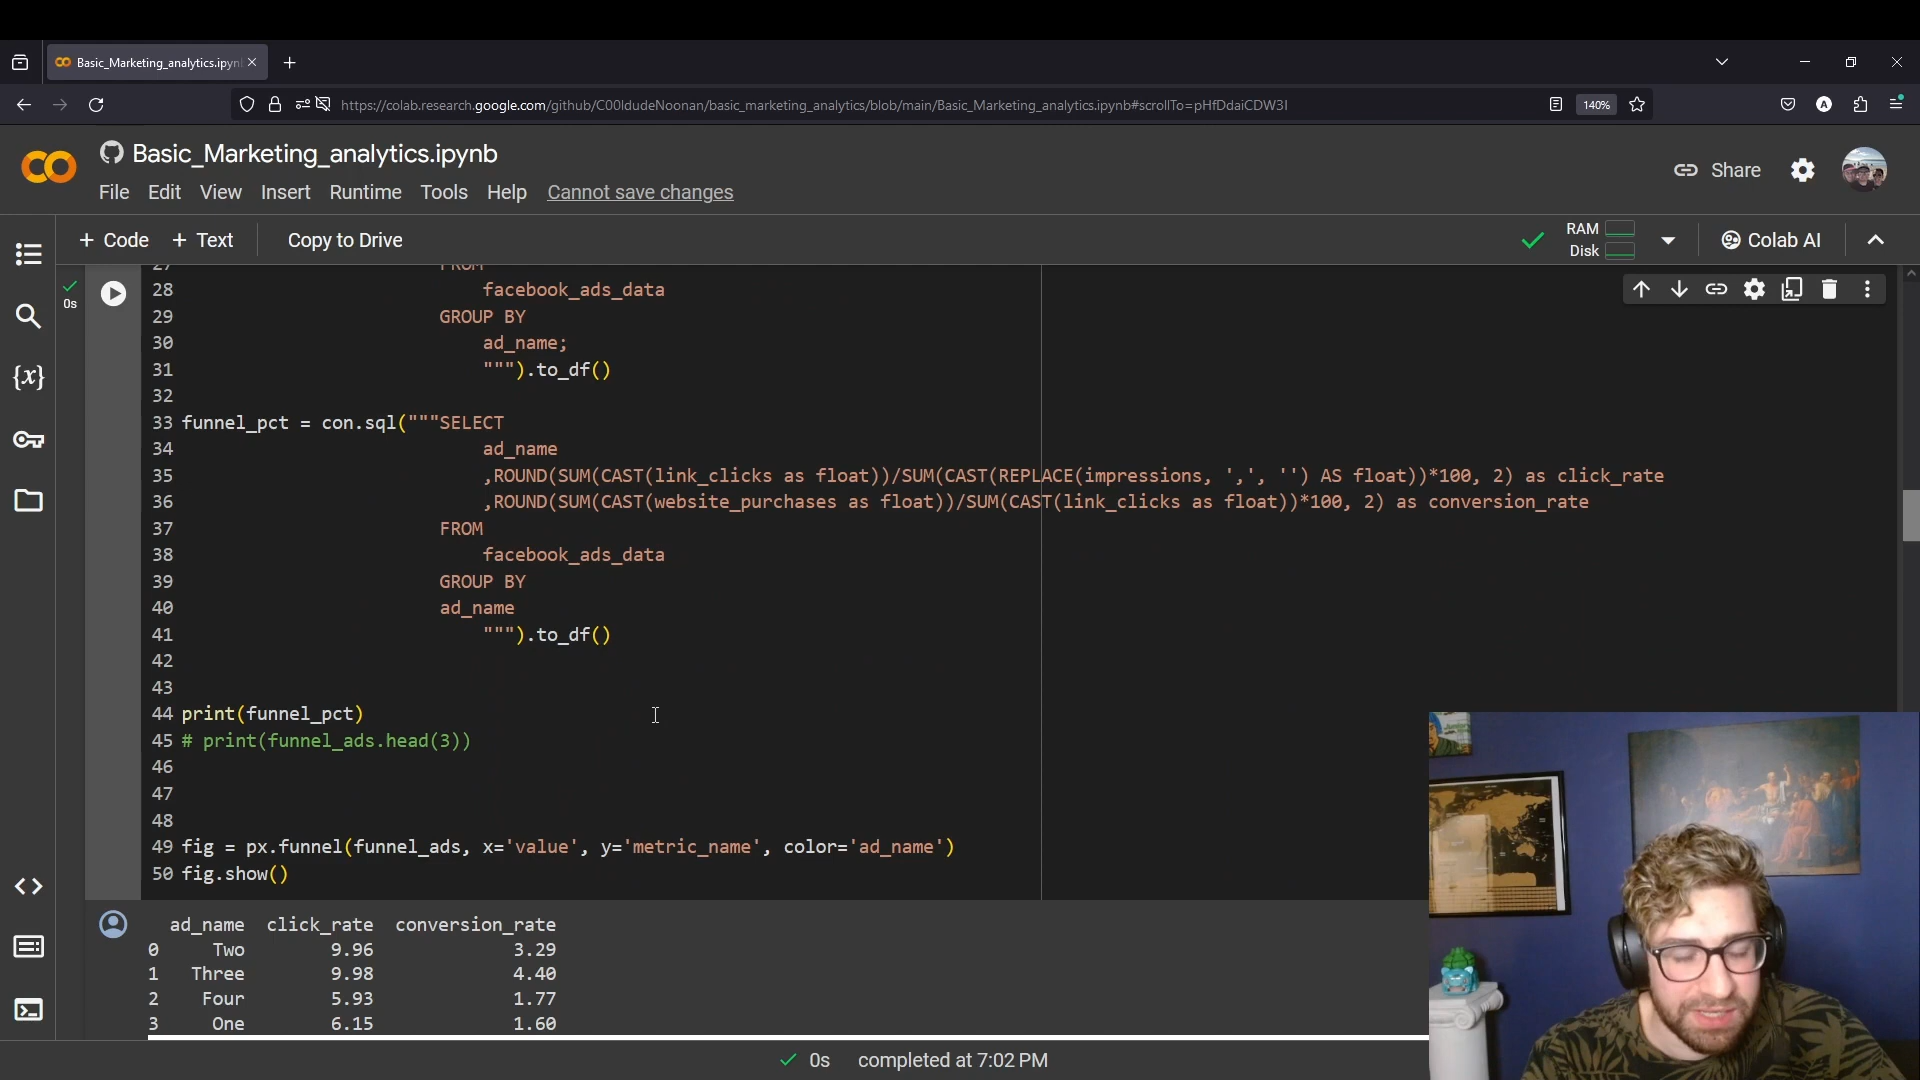 Basic_Marketing_analytics.ipyn
https://colab.research.google.com/github/C00ldudeNoonan/basic_marketing_analytics/blob/main/Basic_Marketing_analytics.ipynb#scrollTo=pHfDdaiCDW3I
140%
A
Basic_Marketing_analytics.ipynb
File Edit View Insert Runtime Tools Help Cannot save changes
Share
+ Code + Text Copy to Drive
RAM
Disk
Colab AI
27 FROM
0s
28 facebook_ads_data
29 GROUP BY
30 ad_name;
31 """).to_df()
32
33 funnel_pct = con.sql("""SELECT
34 ad_name
35 ,ROUND(SUM(CAST(link_clicks as float))/SUM(CAST(REPLACE(impressions, ',', '') AS float))*100, 2) as click_rate
36 ,ROUND(SUM(CAST(website_purchases as float))/SUM(CAST(link_clicks as float))*100, 2) as conversion_rate
37 FROM
38 facebook_ads_data
39 GROUP BY
40 ad_name
41 """).to_df()
42
43
44 print(funnel_pct)
45 # print(funnel_ads.head(3))
46
47
48
49 fig = px.funnel(funnel_ads, x='value', y='metric_name', color='ad_name')
50 fig.show()
ad_name click_rate conversion_rate
0 Two 9.96 3.29
1 Three 9.98 4.40
2 Four 5.93 1.77
3 One 6.15 1.60
0s completed at 7:02 PM